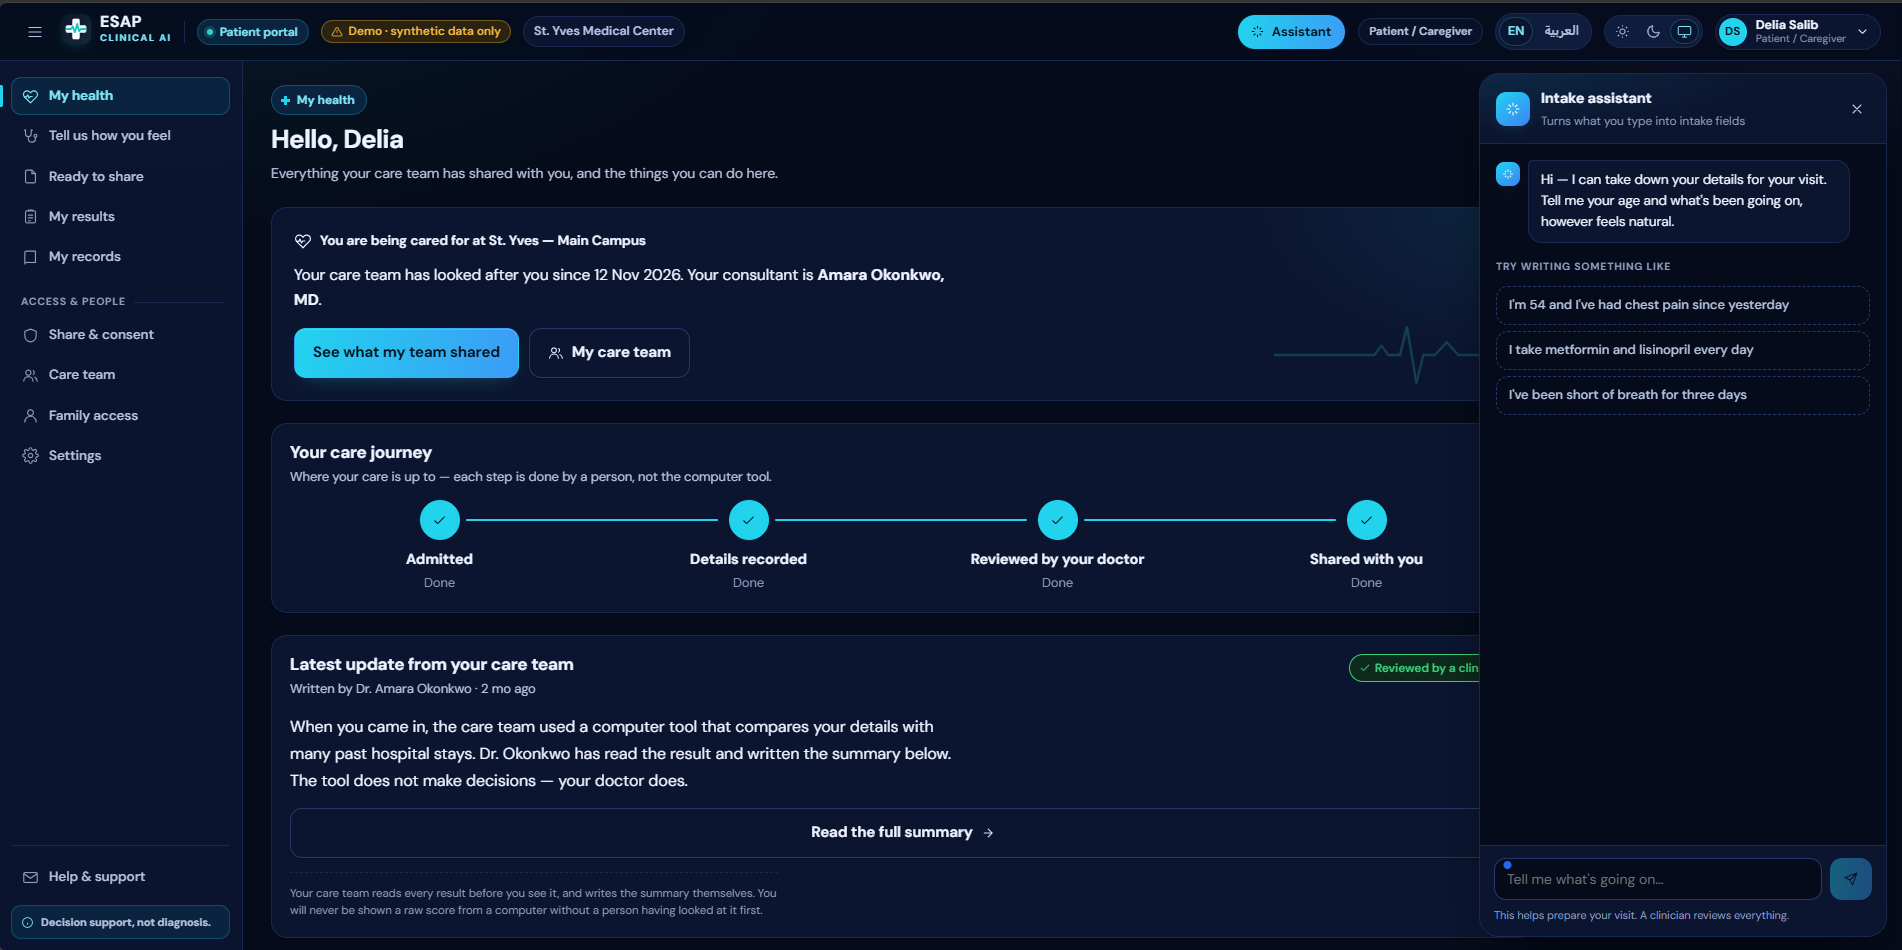 ESAP
CLINICAL AI
Patient portal
Demo · synthetic data only
St. Yves Medical Center
Assistant
Patient / Caregiver
EN
العربية
DS
Delia Salib
Patient / Caregiver
My health
Tell us how you feel
Ready to share
My results
My records
ACCESS & PEOPLE
Share & consent
Care team
Family access
Settings
Help & support
Decision support, not diagnosis.
My health
Hello, Delia
Everything your care team has shared with you, and the things you can do here.
You are being cared for at St. Yves — Main Campus
Your care team has looked after you since 12 Nov 2026. Your consultant is Amara Okonkwo,
MD.
See what my team shared
My care team
Your care journey
Where your care is up to — each step is done by a person, not the computer tool.
Admitted
Done
Details recorded
Done
Reviewed by your doctor
Done
Shared with you
Done
Latest update from your care team
Written by Dr. Amara Okonkwo · 2 mo ago
Reviewed by a clin
When you came in, the care team used a computer tool that compares your details with
many past hospital stays. Dr. Okonkwo has read the result and written the summary below.
The tool does not make decisions — your doctor does.
Read the full summary →
Your care team reads every result before you see it, and writes the summary themselves. You
will never be shown a raw score from a computer without a person having looked at it first.
Intake assistant
Turns what you type into intake fields
Hi — I can take down your details for your visit.
Tell me your age and what's been going on,
however feels natural.
TRY WRITING SOMETHING LIKE
I'm 54 and I've had chest pain since yesterday
I take metformin and lisinopril every day
I've been short of breath for three days
Tell me what's going on...
This helps prepare your visit. A clinician reviews everything.